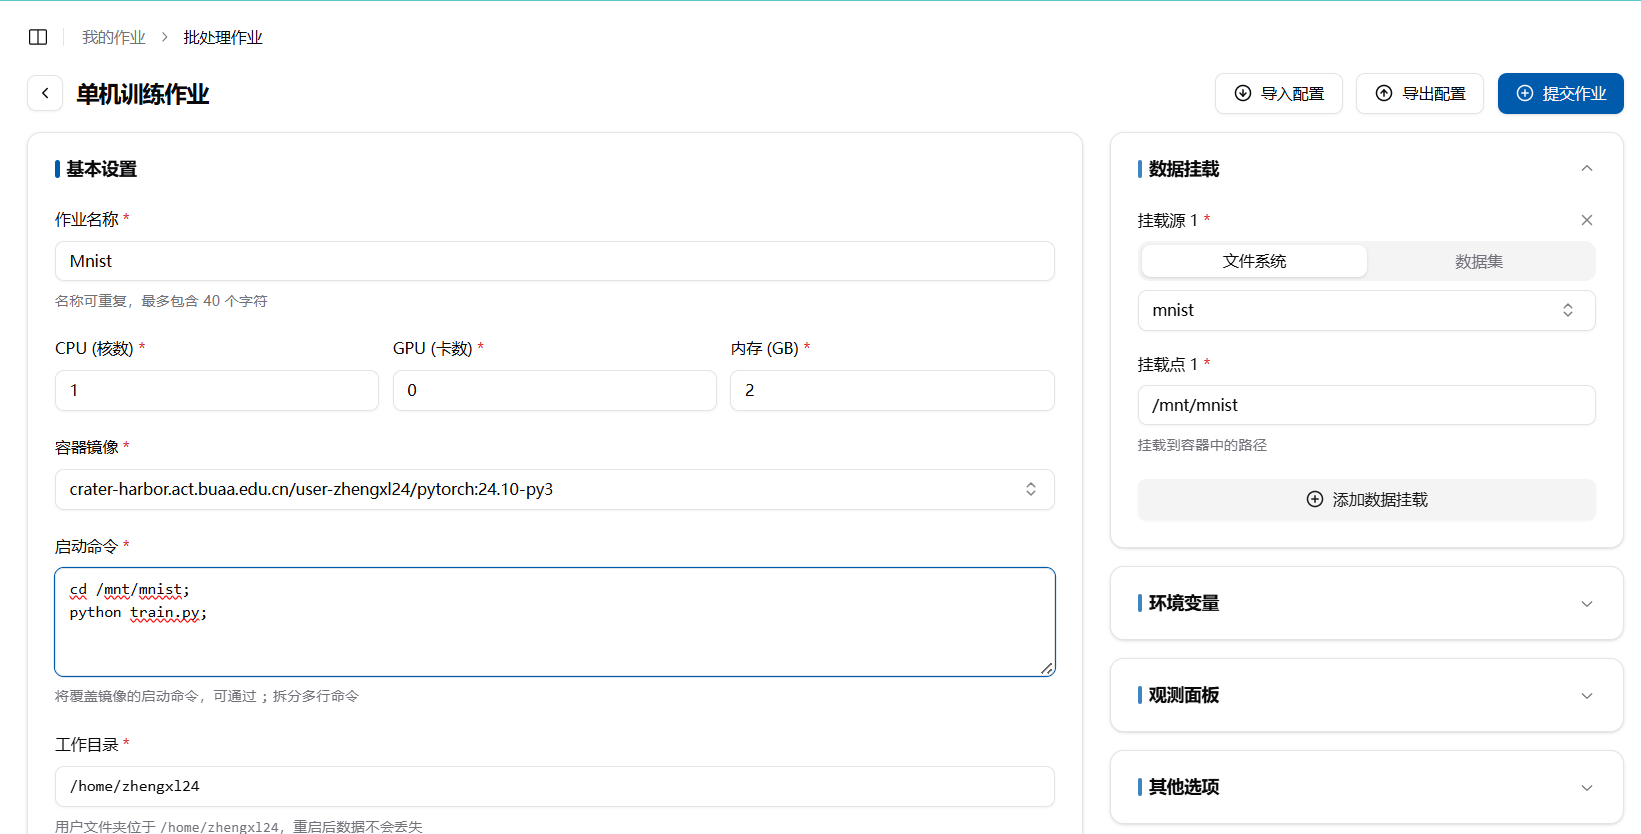 我的作业 > 批处理作业
单机训练作业
导入配置
导出配置
提交作业
基本设置
作业名称 *
Mnist
名称可重复，最多包含 40 个字符
CPU (核数) *
GPU (卡数) *
内存 (GB) *
1
0
2
容器镜像 *
crater-harbor.act.buaa.edu.cn/user-zhengxl24/pytorch:24.10-py3
启动命令 *
cd /mnt/mnist;
python train.py;
将覆盖镜像的启动命令，可通过 ; 拆分多行命令
工作目录 *
/home/zhengxl24
用户文件夹位于 /home/zhengxl24，重启后数据不会丢失
数据挂载
挂载源 1 *
文件系统
数据集
mnist
挂载点 1 *
/mnt/mnist
挂载到容器中的路径
添加数据挂载
环境变量
观测面板
其他选项